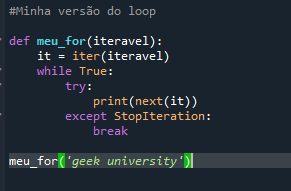 #Minha versão do loop
def meu_for(iteravel):
    it = iter(iteravel)
    while True:
        try:
            print(next(it))
        except StopIteration:
            break
meu_for('geek university')